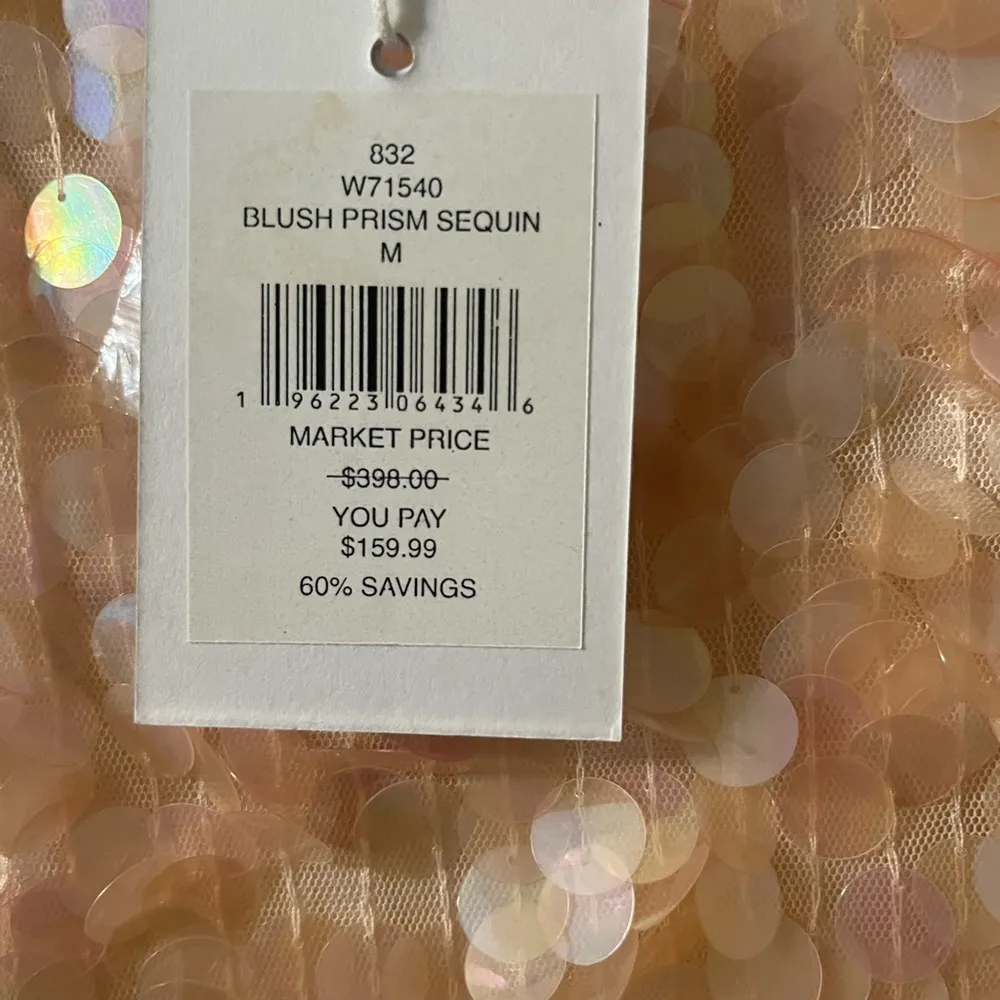 832
W71540
BLUSH PRISM SEQUIN
M
1 96223 06434 6
MARKET PRICE
$398.00
YOU PAY
$159.99
60% SAVINGS